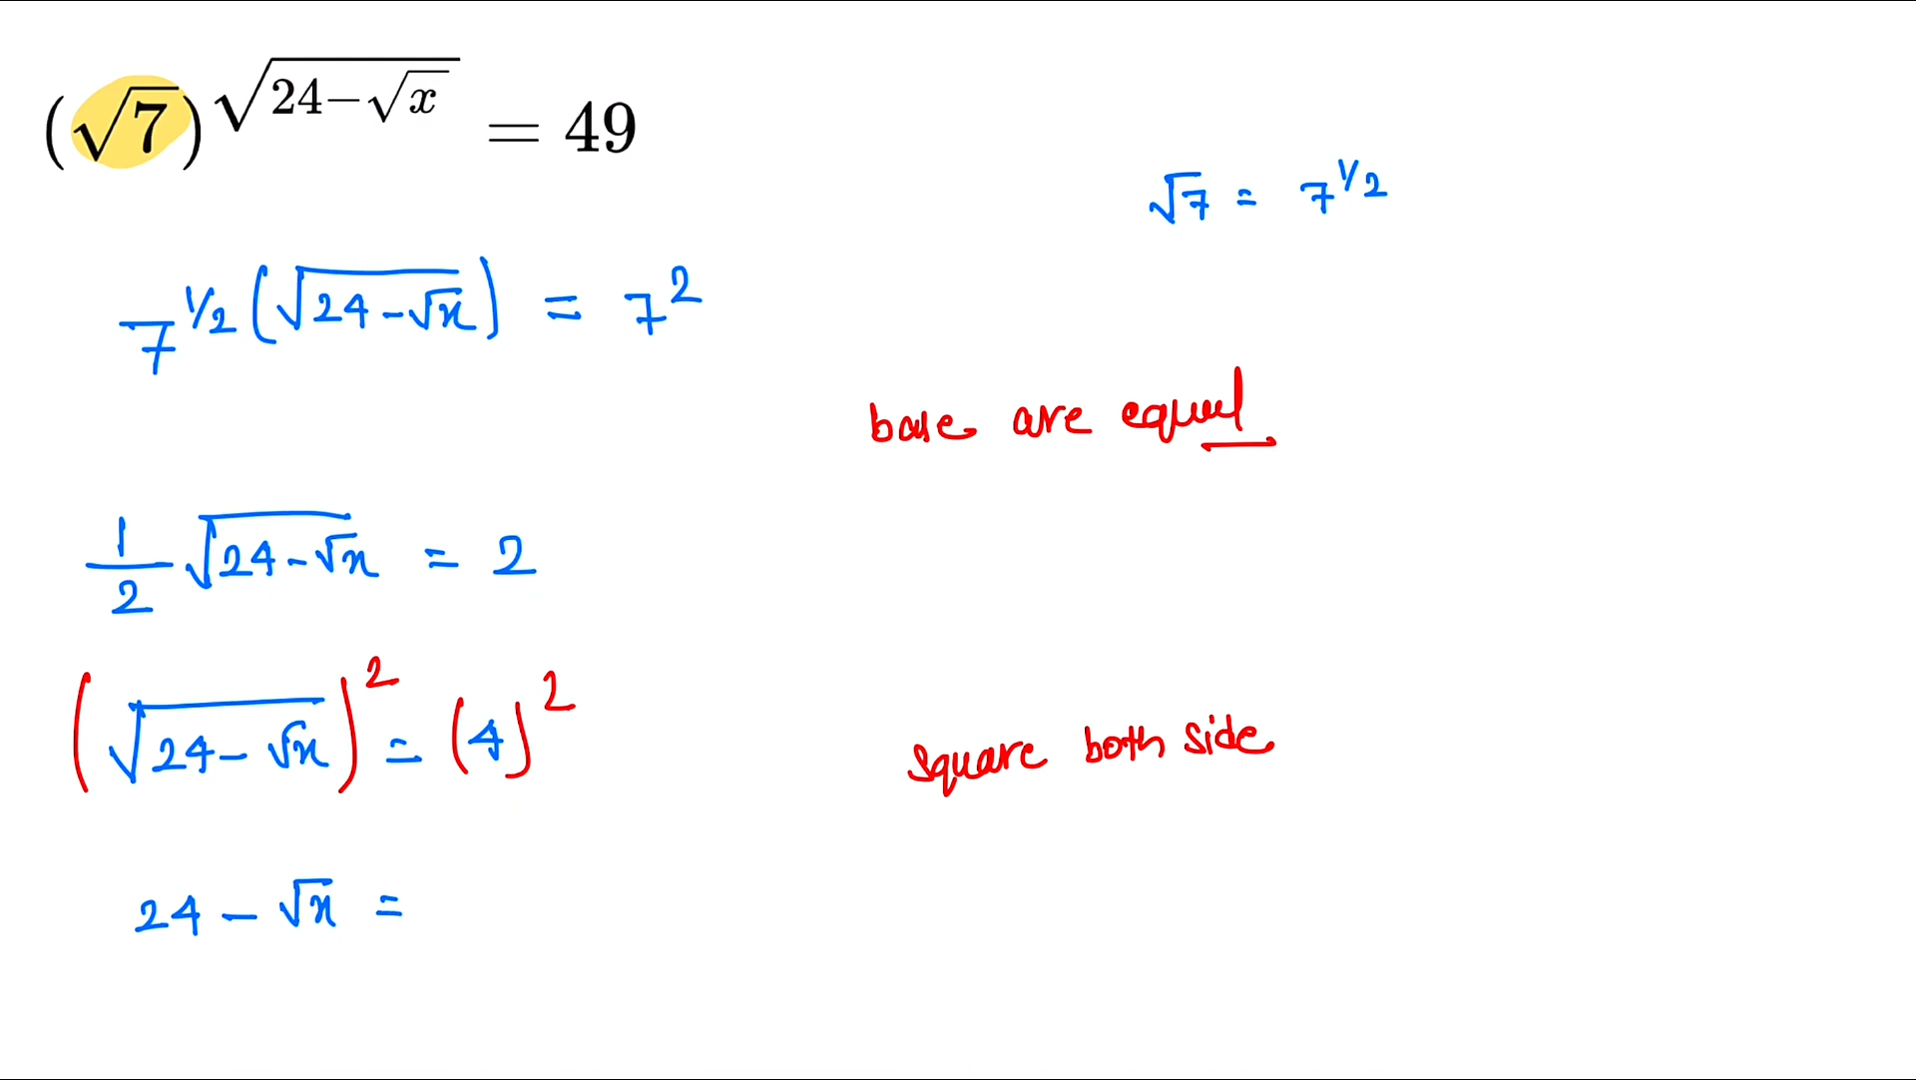 (√7)^√(24−√x) = 49
√7 = 7^1/2
7^1/2 (√(24−√x)) = 7^2
base are equal
1/2 √(24−√x) = 2
(√(24−√x))^2 = (4)^2
square both side
24 − √x =